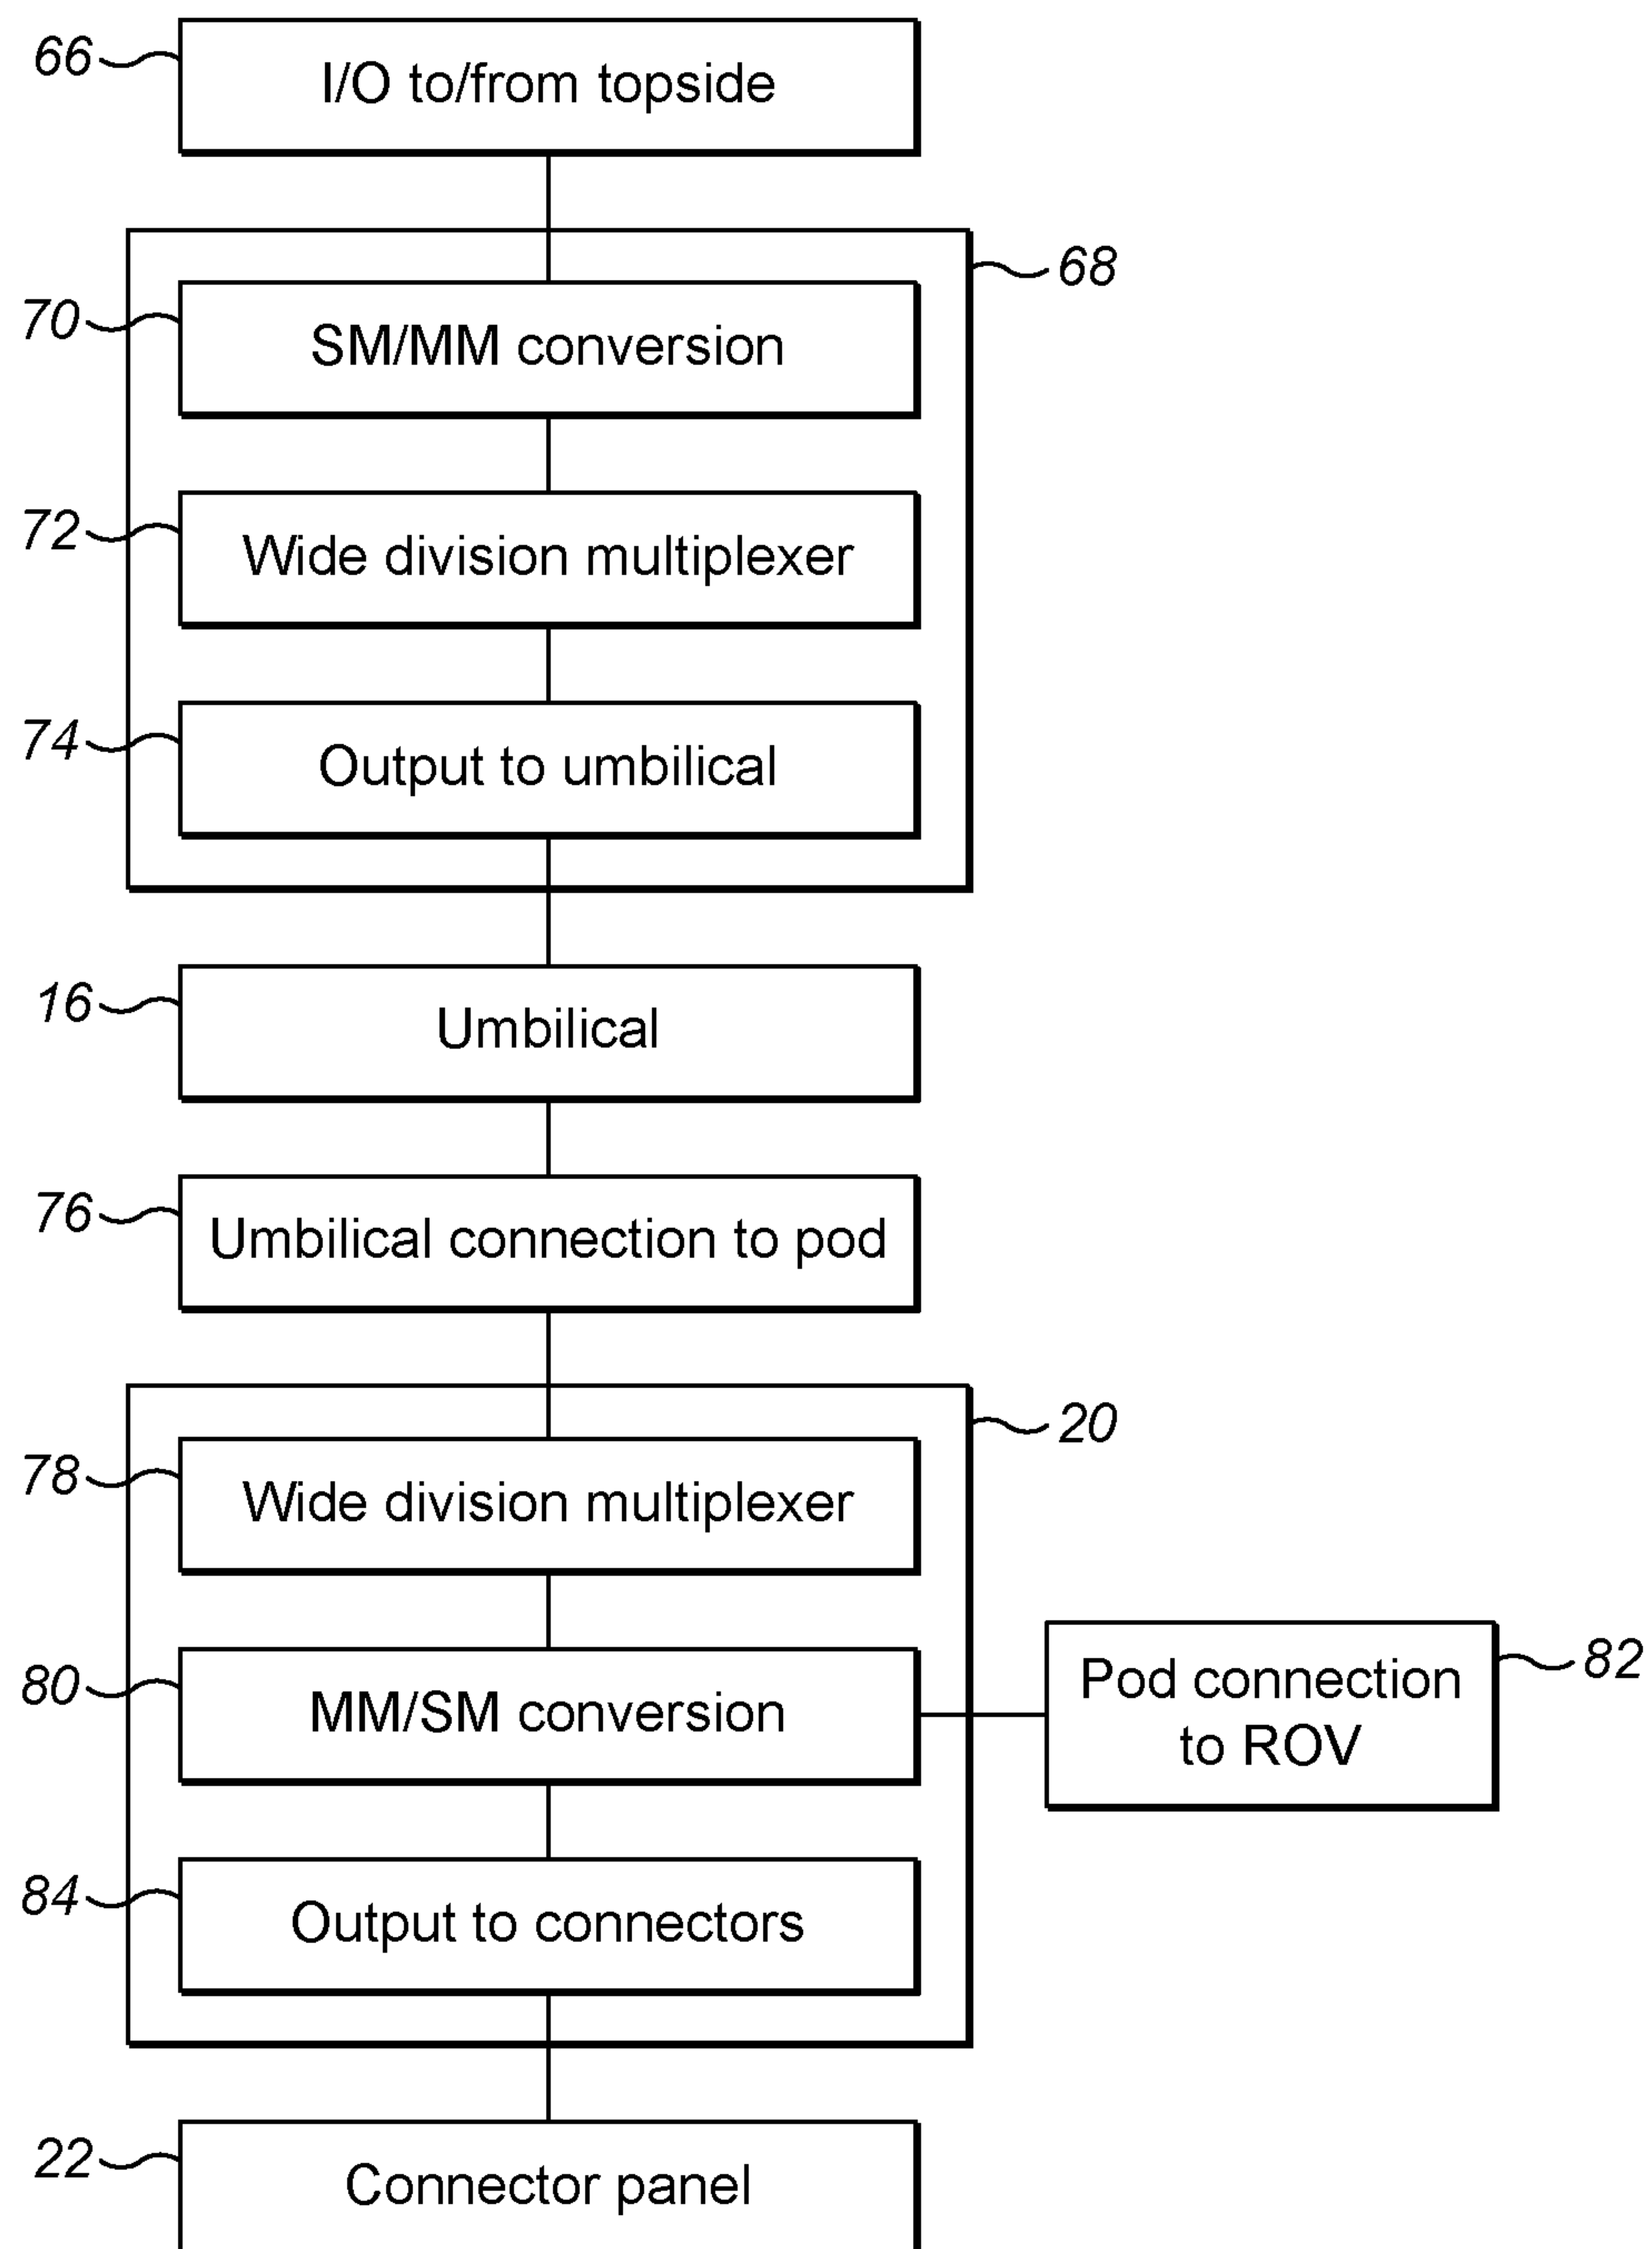 66
I/O to/from topside
68
70
SM/MM conversion
72
Wide division multiplexer
74
Output to umbilical
16
Umbilical
76
Umbilical connection to pod
20
78
Wide division multiplexer
80
MM/SM conversion
Pod connection
to ROV
82
84
Output to connectors
22
Connector panel